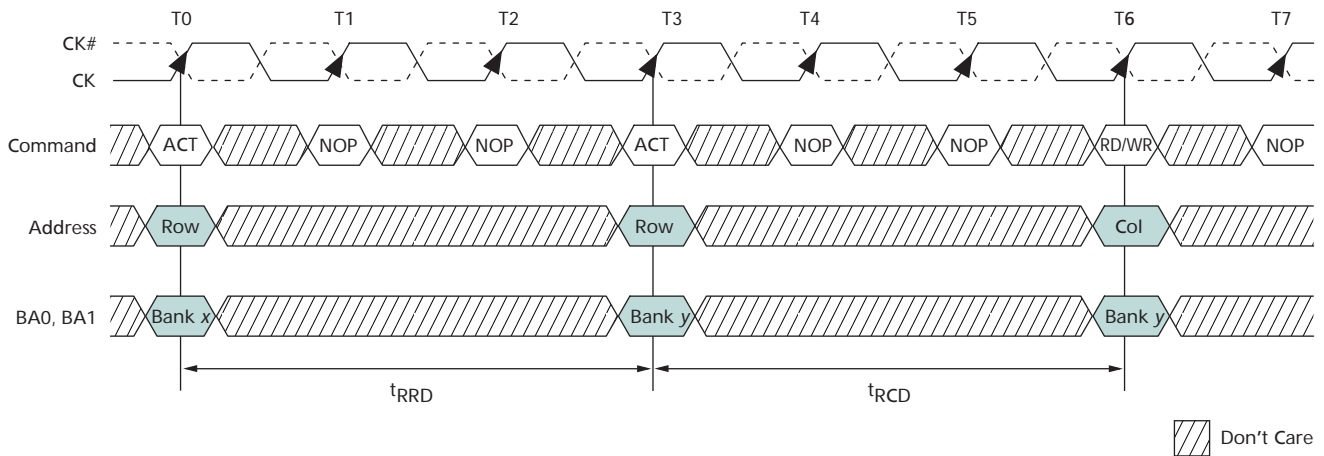 T0 T1 T2 T3 T4 T5 T6 T7
CK#
CK
Command ACT NOP NOP ACT NOP NOP RD/WR NOP
Address Row Row Col
BA0, BA1 Bank x Bank y Bank y
tRRD tRCD
Don't Care